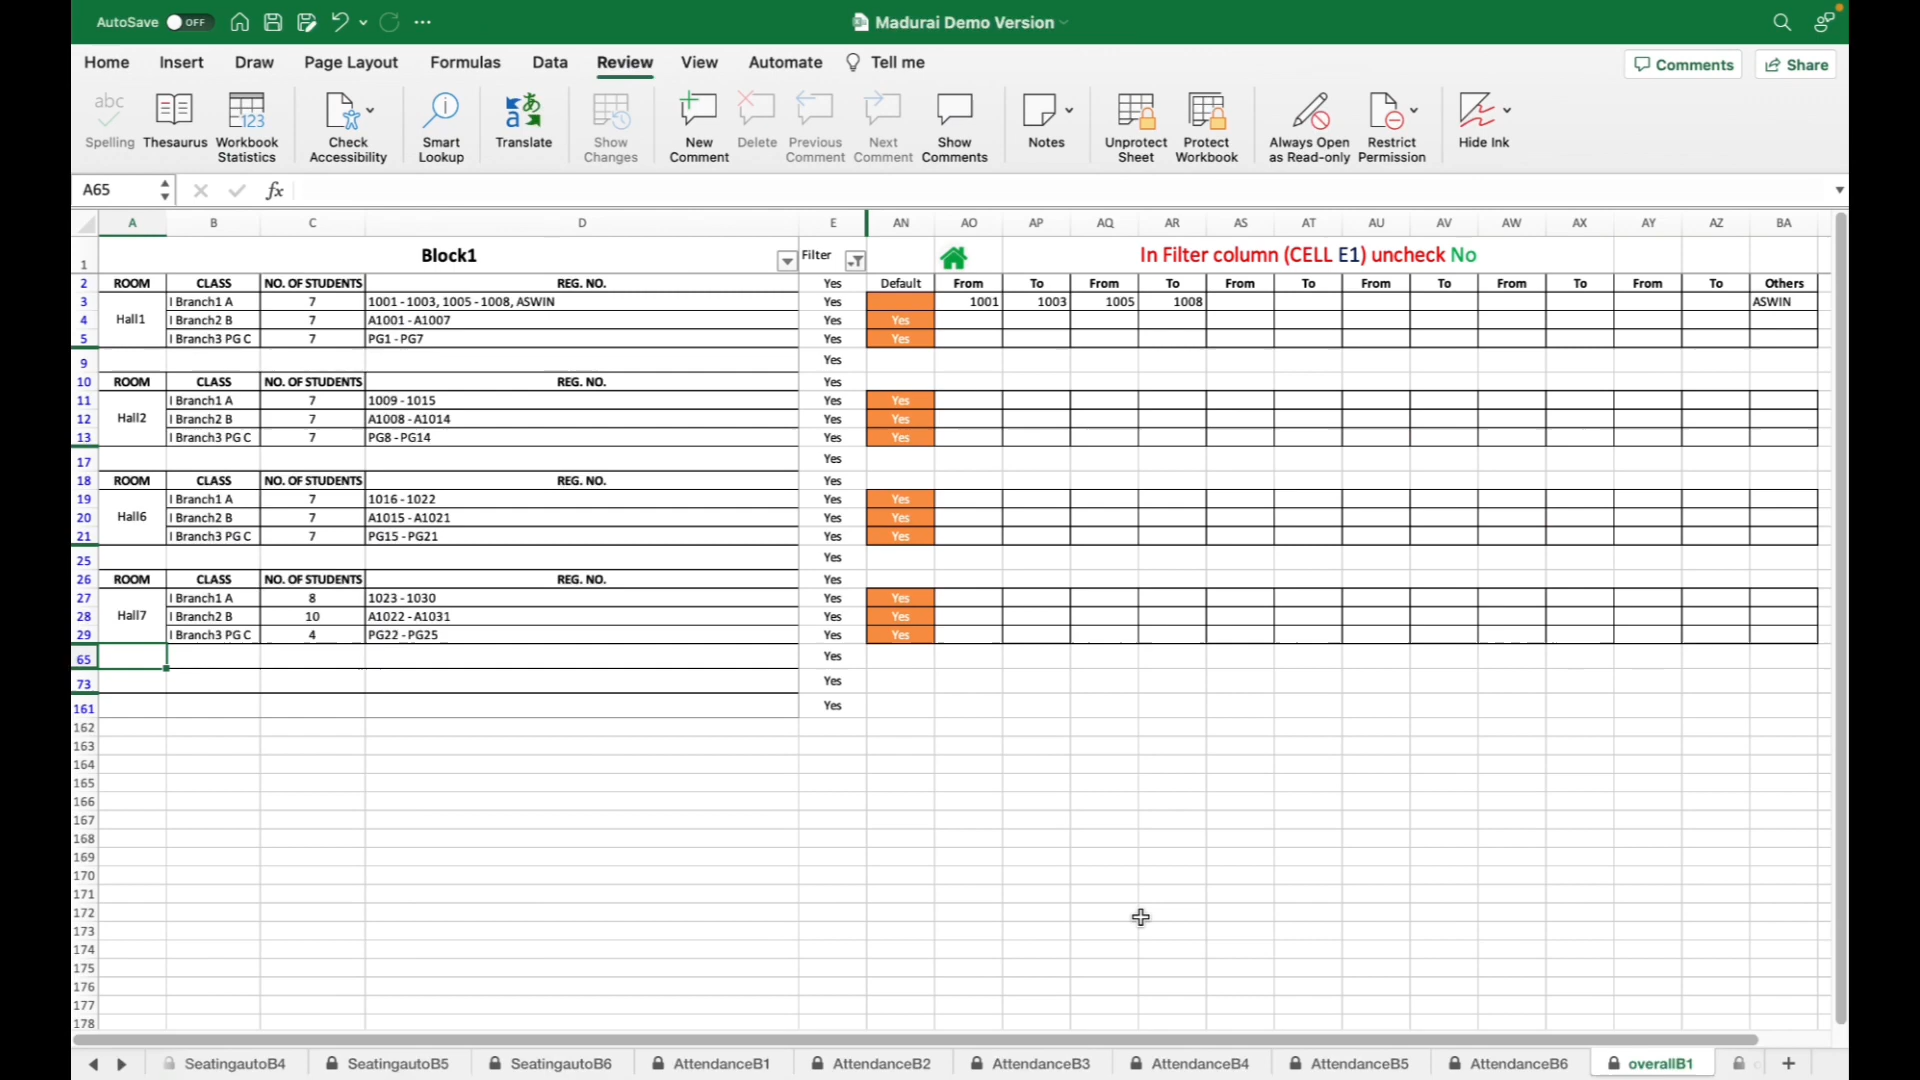 AutoSave OFF Madurai Demo Version
Home Insert Draw Page Layout Formulas Data Review View Automate Tell me Comments Share
Spelling Thesaurus Workbook Statistics Check Accessibility Smart Lookup Translate Show Changes New Comment Delete Previous Comment Next Comment Show Comments Notes Unprotect Sheet Protect Workbook Always Open as Read-only Restrict Permission Hide Ink
A65 fx
A B C D E AN AO AP AQ AR AS AT AU AV AW AX AY AZ BA
1 Block1 Filter In Filter column (CELL E1) uncheck No
2 ROOM CLASS NO. OF STUDENTS REG. NO. Yes Default From To From To From To From To From To From To Others
3 I Branch1 A 7 1001 - 1003, 1005 - 1008, ASWIN Yes 1001 1003 1005 1008 ASWIN
4 Hall1 I Branch2 B 7 A1001 - A1007 Yes Yes
5 I Branch3 PG C 7 PG1 - PG7 Yes Yes
9 Yes
10 ROOM CLASS NO. OF STUDENTS REG. NO. Yes
11 I Branch1 A 7 1009 - 1015 Yes Yes
12 Hall2 I Branch2 B 7 A1008 - A1014 Yes Yes
13 I Branch3 PG C 7 PG8 - PG14 Yes Yes
17 Yes
18 ROOM CLASS NO. OF STUDENTS REG. NO. Yes
19 I Branch1 A 7 1016 - 1022 Yes Yes
20 Hall6 I Branch2 B 7 A1015 - A1021 Yes Yes
21 I Branch3 PG C 7 PG15 - PG21 Yes Yes
25 Yes
26 ROOM CLASS NO. OF STUDENTS REG. NO. Yes
27 I Branch1 A 8 1023 - 1030 Yes Yes
28 Hall7 I Branch2 B 10 A1022 - A1031 Yes Yes
29 I Branch3 PG C 4 PG22 - PG25 Yes Yes
65 Yes
73 Yes
161 Yes
162
163
164
165
166
167
168
169
170
171
172
173
174
175
176
177
178
SeatingautoB4 SeatingautoB5 SeatingautoB6 AttendanceB1 AttendanceB2 AttendanceB3 AttendanceB4 AttendanceB5 AttendanceB6 overallB1